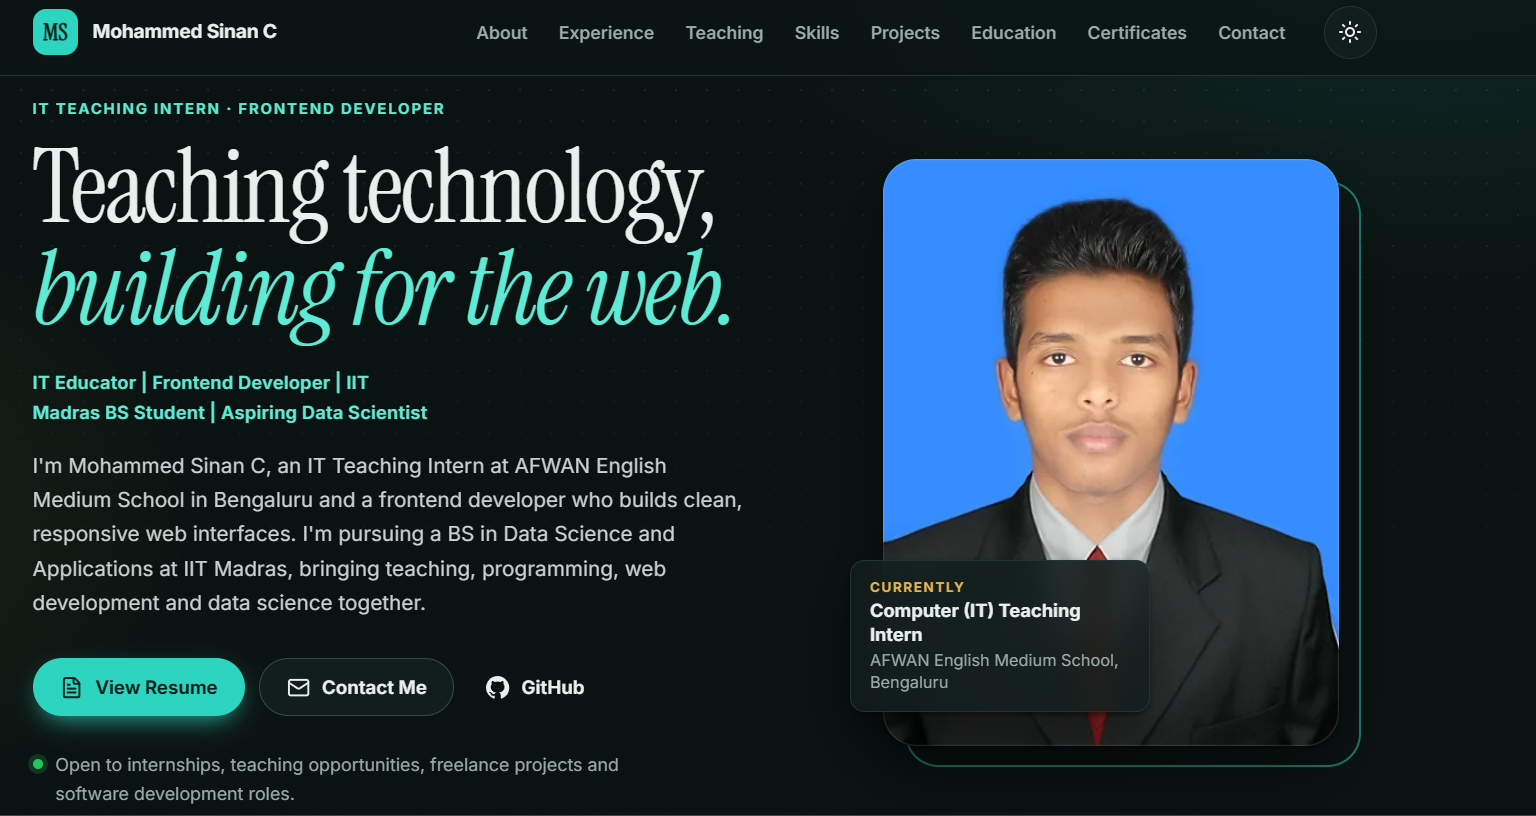 MS
Mohammed Sinan C
About
Experience
Teaching
Skills
Projects
Education
Certificates
Contact
IT TEACHING INTERN · FRONTEND DEVELOPER
Teaching technology,
building for the web.
IT Educator | Frontend Developer | IIT
Madras BS Student | Aspiring Data Scientist
I'm Mohammed Sinan C, an IT Teaching Intern at AFWAN English
Medium School in Bengaluru and a frontend developer who builds clean,
responsive web interfaces. I'm pursuing a BS in Data Science and
Applications at IIT Madras, bringing teaching, programming, web
development and data science together.
View Resume
Contact Me
GitHub
Open to internships, teaching opportunities, freelance projects and
software development roles.
CURRENTLY
Computer (IT) Teaching
Intern
AFWAN English Medium School,
Bengaluru